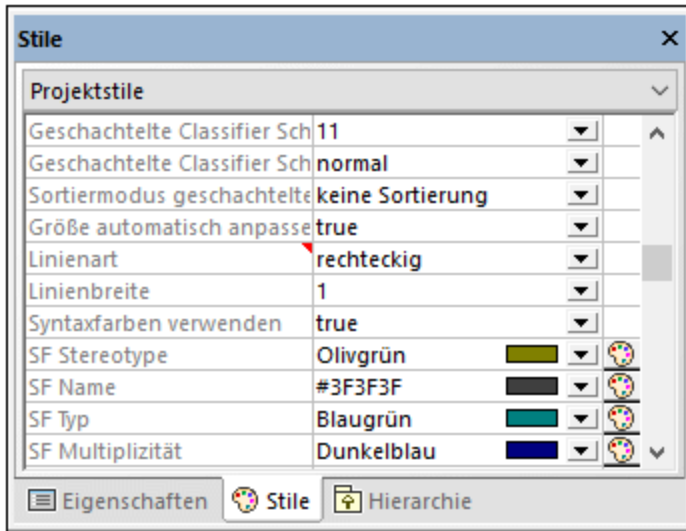 Stile
Projektstile
Geschachtelte Classifier Sch 11
Geschachtelte Classifier Sch normal
Sortiermodus geschachtelte keine Sortierung
Größe automatisch anpasse true
Linienart rechteckig
Linienbreite 1
Syntaxfarben verwenden true
SF Stereotype Olivgrün
SF Name #3F3F3F
SF Typ Blaugrün
SF Multiplizität Dunkelblau
Eigenschaften Stile Hierarchie